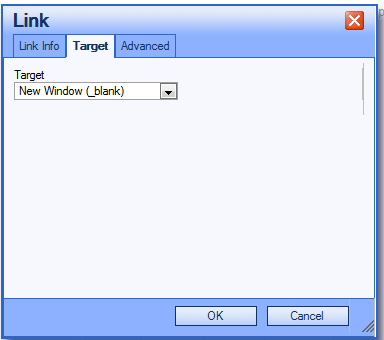 Link
Link Info Target Advanced
Target
New Window (_blank)
OK Cancel